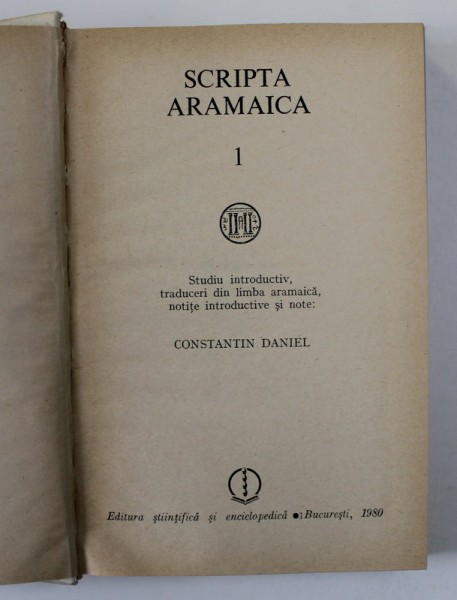 SCRIPTA
ARAMAICA
1
Studiu introductiv,
traduceri din limba aramaică,
notițe introductive și note:
CONSTANTIN DANIEL
Editura științifică și enciclopedică ●; București, 1980